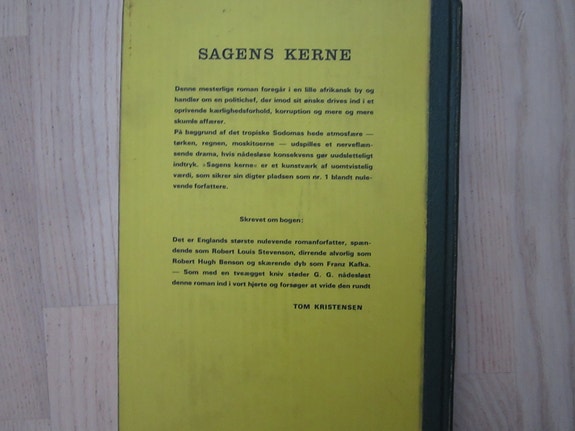 SAGENS KERNE
Denne mesterlige roman foregår i en lille afrikansk by og
handler om en politichef, der imod sit ønske drives ind i et
oprivende kærlighedsforhold, korruption og mere og mere
skumle affærer.
På baggrund af det tropiske Sodomas hede atmosfære —
tørken, regnen, moskitoerne — udspilles et nerveflæn-
sende drama, hvis nådesløse konsekvens gør uudsletteligt
indtryk. »Sagens kerne« er et kunstværk af uomtvistelig
værdi, som sikrer sin digter pladsen som nr. 1 blandt nule-
vende forfattere.
Skrevet om bogen:
Det er Englands største nulevende romanforfatter, spæn-
dende som Robert Louis Stevenson, dirrende alvorlig som
Robert Hugh Benson og skærende dyb som Franz Kafka.
— Som med en tveægget kniv støder G. G. nådesløst
denne roman ind i vort hjerte og forsøger at vride den rundt
TOM KRISTENSEN